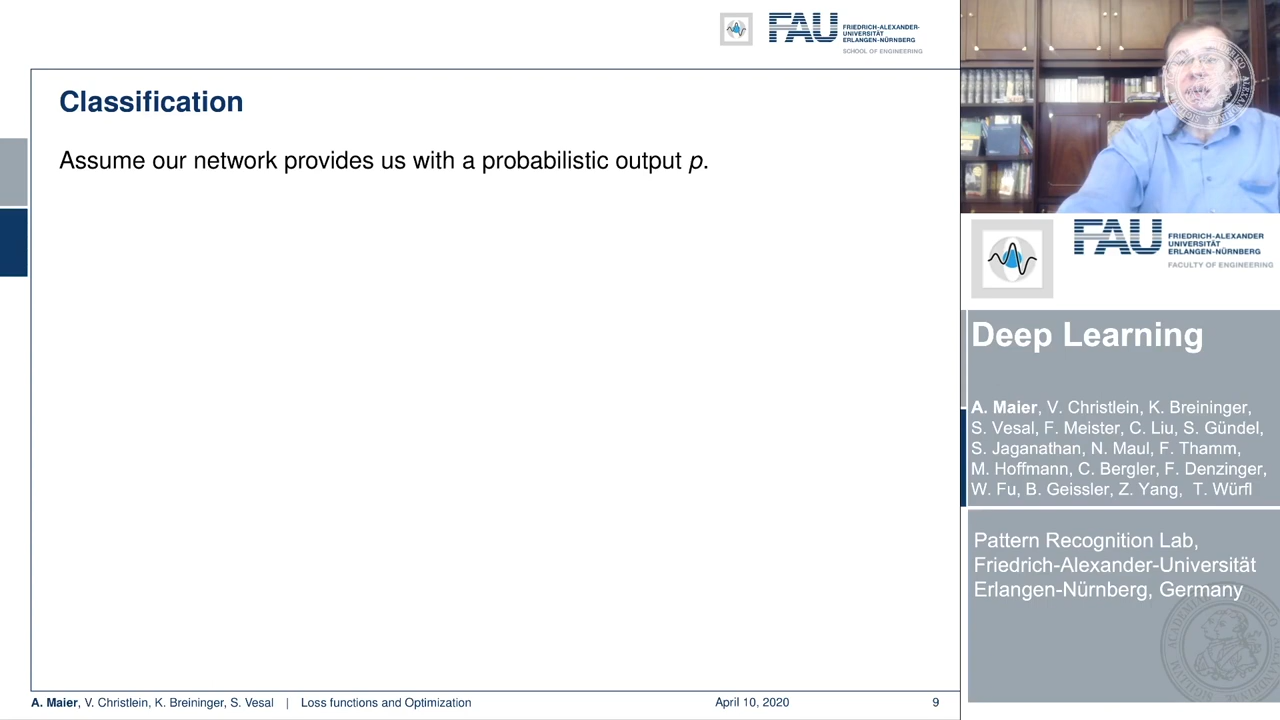 FAU
FRIEDRICH-ALEXANDER-
UNIVERSITÄT
ERLANGEN-NÜRNBERG
SCHOOL OF ENGINEERING
Classification
Assume our network provides us with a probabilistic output p.
A. Maier, V. Christlein, K. Breininger, S. Vesal | Loss functions and Optimization April 10, 2020 9
FAU
FRIEDRICH-ALEXANDER
UNIVERSITÄT
ERLANGEN-NÜRNBERG
FACULTY OF ENGINEERING
Deep Learning
A. Maier, V. Christlein, K. Breininger,
S. Vesal, F. Meister, C. Liu, S. Gündel,
S. Jaganathan, N. Maul, F. Thamm,
M. Hoffmann, C. Bergler, F. Denzinger,
W. Fu, B. Geissler, Z. Yang, T. Würfl
Pattern Recognition Lab,
Friedrich-Alexander-Universität
Erlangen-Nürnberg, Germany